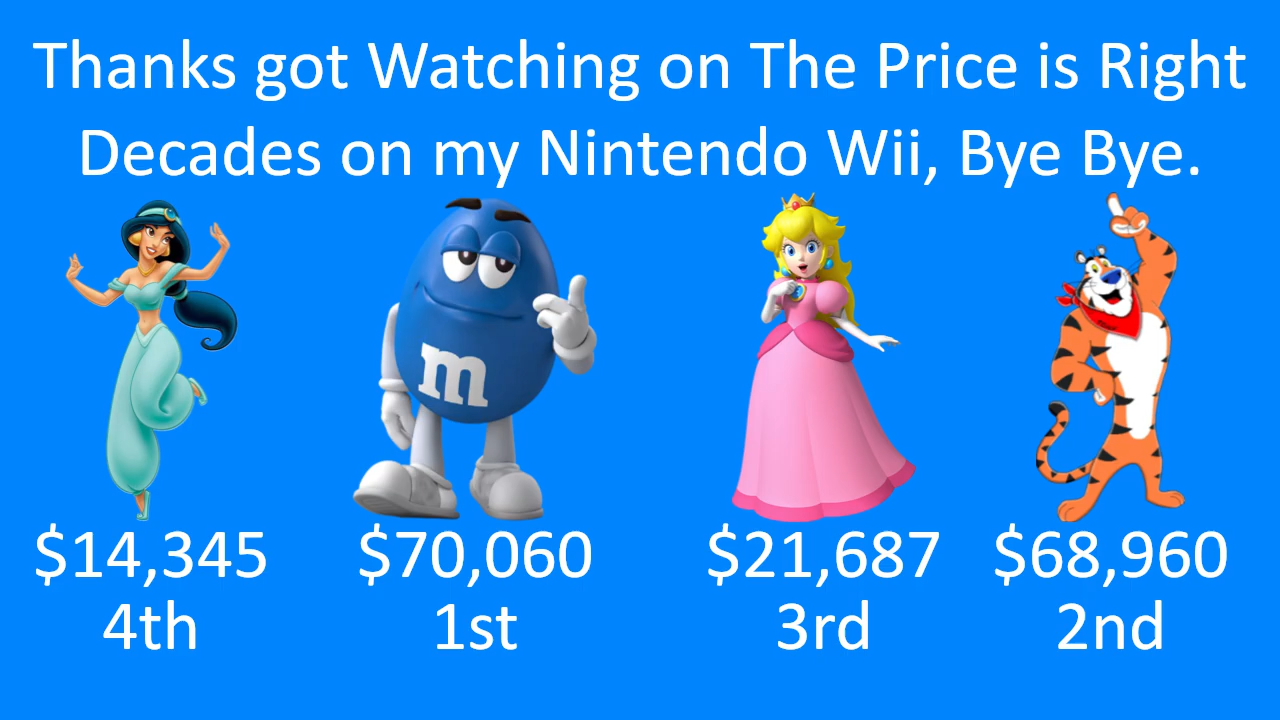 Thanks got Watching on The Price is Right
Decades on my Nintendo Wii, Bye Bye.
m
$14,345 $70,060 $21,687 $68,960
4th 1st 3rd 2nd